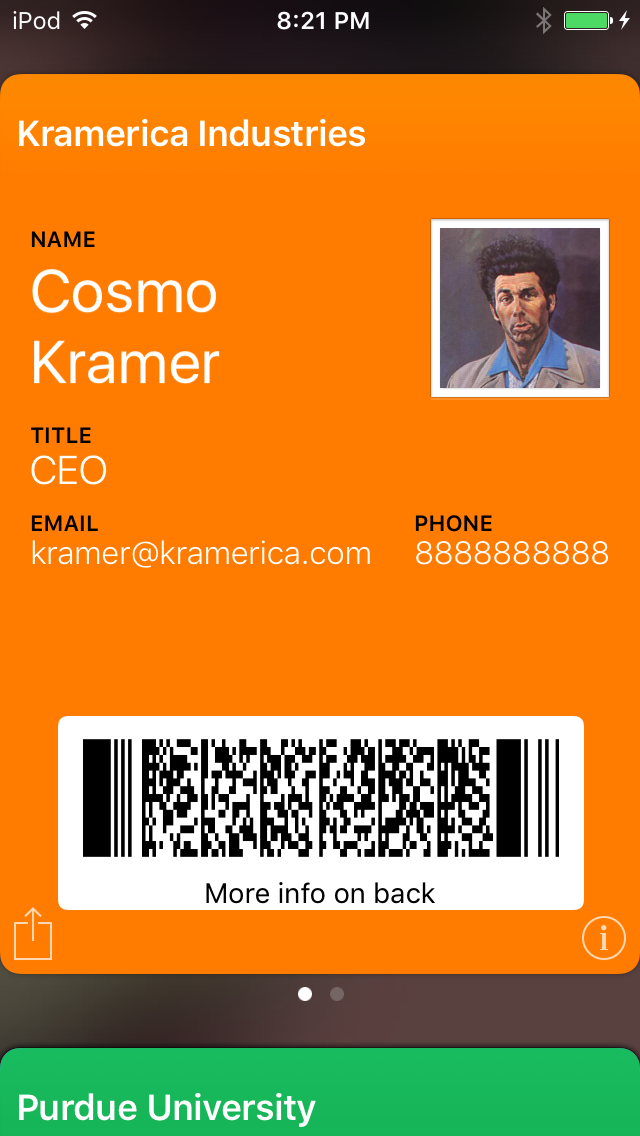 iPod 8:21 PM
Kramerica Industries
NAME
Cosmo
Kramer
TITLE
CEO
EMAIL PHONE
kramer@kramerica.com 8888888888
More info on back
i
Purdue University